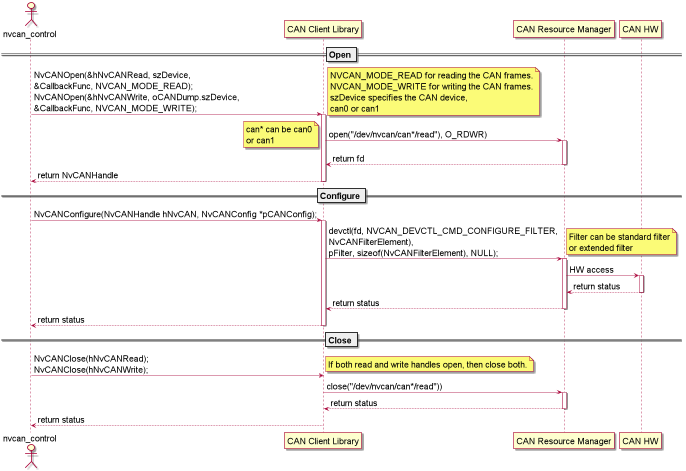 nvcan_control
CAN Client Library
CAN Resource Manager
CAN HW
Open
NvCANOpen(&hNvCANRead, szDevice,
&CallbackFunc, NVCAN_MODE_READ);
NvCANOpen(&hNvCANWrite, oCANDump.szDevice,
&CallbackFunc, NVCAN_MODE_WRITE);
NVCAN_MODE_READ for reading the CAN frames.
NVCAN_MODE_WRITE for writing the CAN frames.
szDevice specifies the CAN device,
can0 or can1
can* can be can0
or can1
open("/dev/nvcan/can*/read"), O_RDWR)
return fd
return NvCANHandle
Configure
NvCANConfigure(NvCANHandle hNvCAN, NvCANConfig *pCANConfig);
devctl(fd, NVCAN_DEVCTL_CMD_CONFIGURE_FILTER,
NvCANFilterElement),
pFilter, sizeof(NvCANFilterElement), NULL);
Filter can be standard filter
or extended filter
HW access
return status
return status
return status
Close
NvCANClose(hNvCANRead);
NvCANClose(hNvCANWrite);
If both read and write handles open, then close both.
close("/dev/nvcan/can*/read"))
return status
return status
nvcan_control
CAN Client Library
CAN Resource Manager
CAN HW